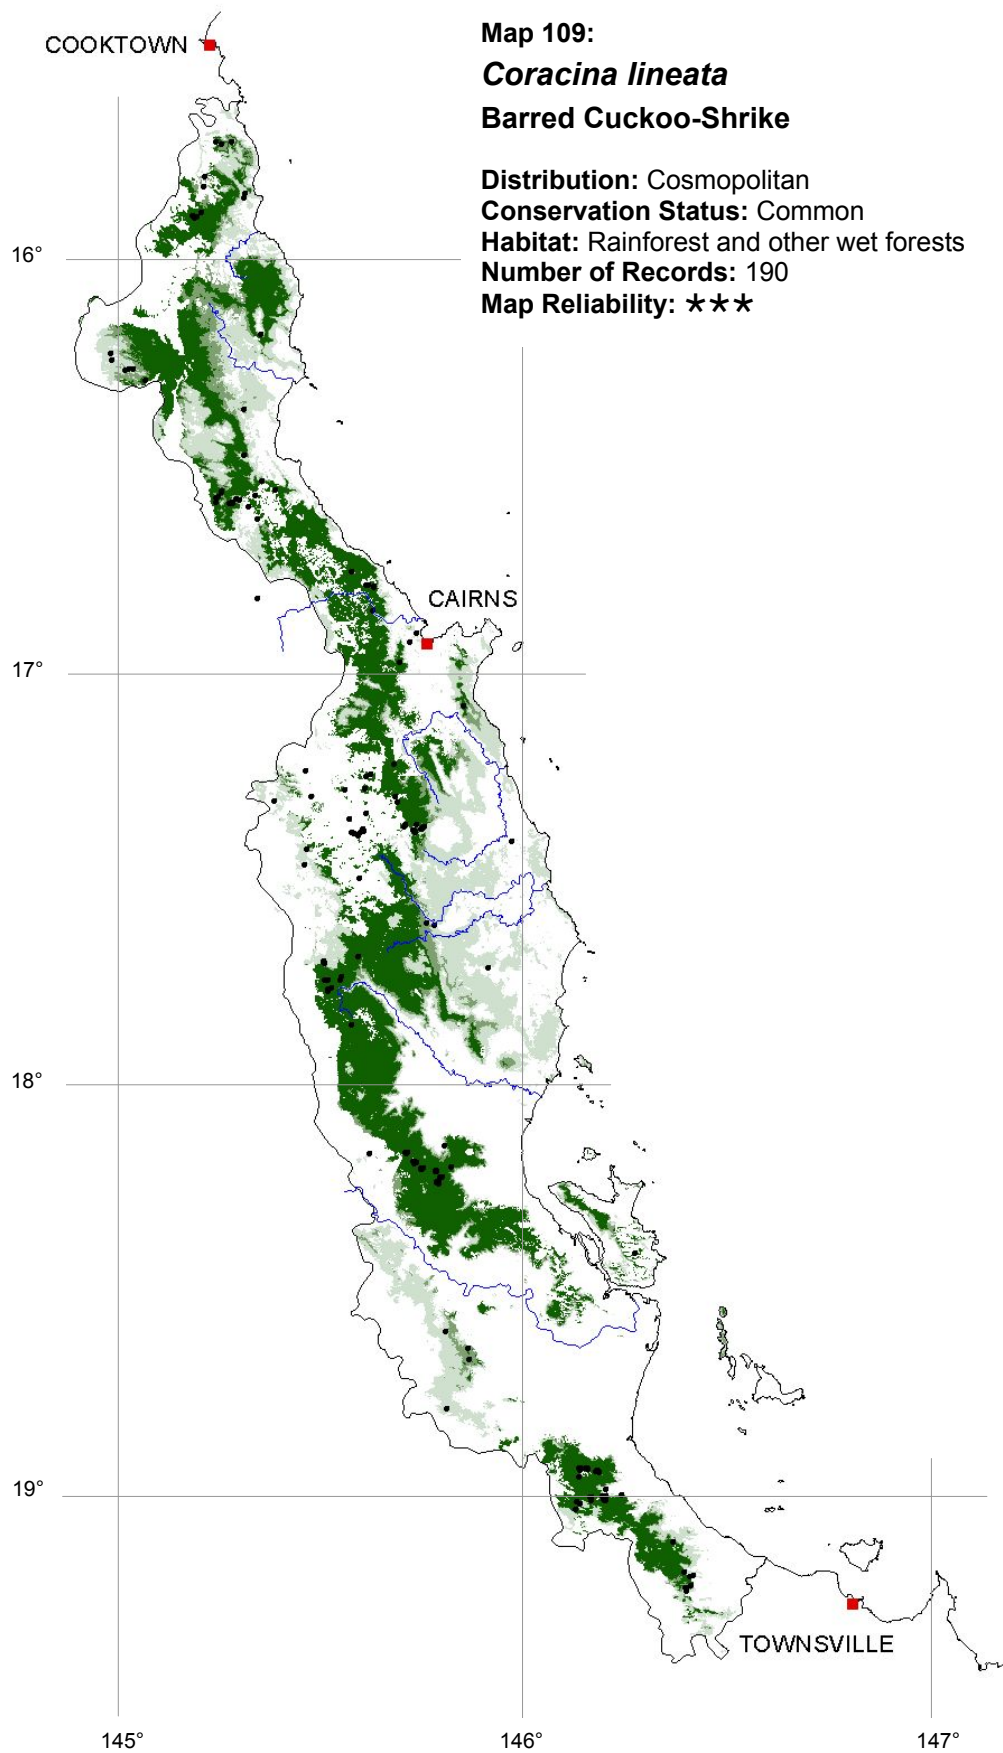 Map 109:
Coracina lineata
Barred Cuckoo-Shrike
Distribution: Cosmopolitan
Conservation Status: Common
Habitat: Rainforest and other wet forests
Number of Records: 190
Map Reliability: ★★★
COOKTOWN
16°
CAIRNS
17°
18°
19°
TOWNSVILLE
145°
146°
147°